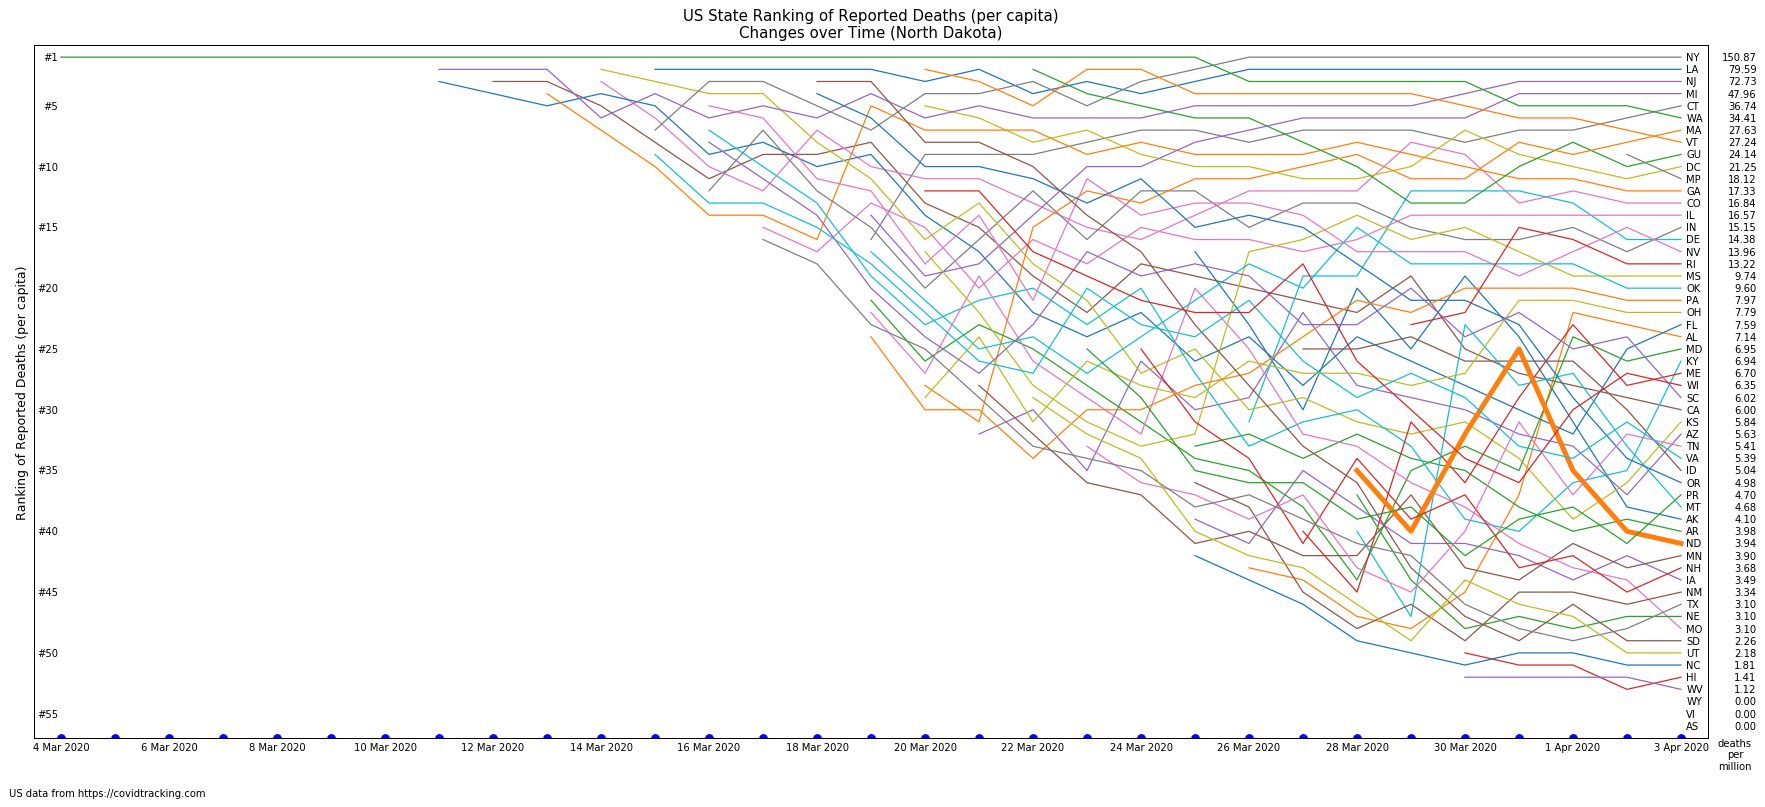 US State Ranking of Reported Deaths (per capita)
Changes over Time (North Dakota)
Ranking of Reported Deaths (per capita)
#1
#5
#10
#15
#20
#25
#30
#35
#40
#45
#50
#55
NY 150.87
LA 79.59
NJ 72.73
MI 47.96
CT 36.74
WA 34.41
MA 27.63
VT 27.24
GU 24.14
DC 21.25
MP 18.12
GA 17.33
CO 16.84
IL 16.57
IN 15.15
DE 14.38
NV 13.96
RI 13.22
MS 9.74
OK 9.60
PA 7.97
OH 7.79
FL 7.59
AL 7.14
MD 6.95
KY 6.94
ME 6.70
WI 6.35
SC 6.02
CA 6.00
KS 5.84
AZ 5.63
TN 5.41
VA 5.39
ID 5.04
OR 4.98
PR 4.70
MT 4.68
AK 4.10
AR 3.98
ND 3.94
MN 3.90
NH 3.68
IA 3.49
NM 3.34
TX 3.10
NE 3.10
MO 3.10
SD 2.26
UT 2.18
NC 1.81
HI 1.41
WV 1.12
WY 0.00
VI 0.00
AS 0.00
4 Mar 2020 6 Mar 2020 8 Mar 2020 10 Mar 2020 12 Mar 2020 14 Mar 2020 16 Mar 2020 18 Mar 2020 20 Mar 2020 22 Mar 2020 24 Mar 2020 26 Mar 2020 28 Mar 2020 30 Mar 2020 1 Apr 2020 3 Apr 2020
deaths
per
million
US data from https://covidtracking.com